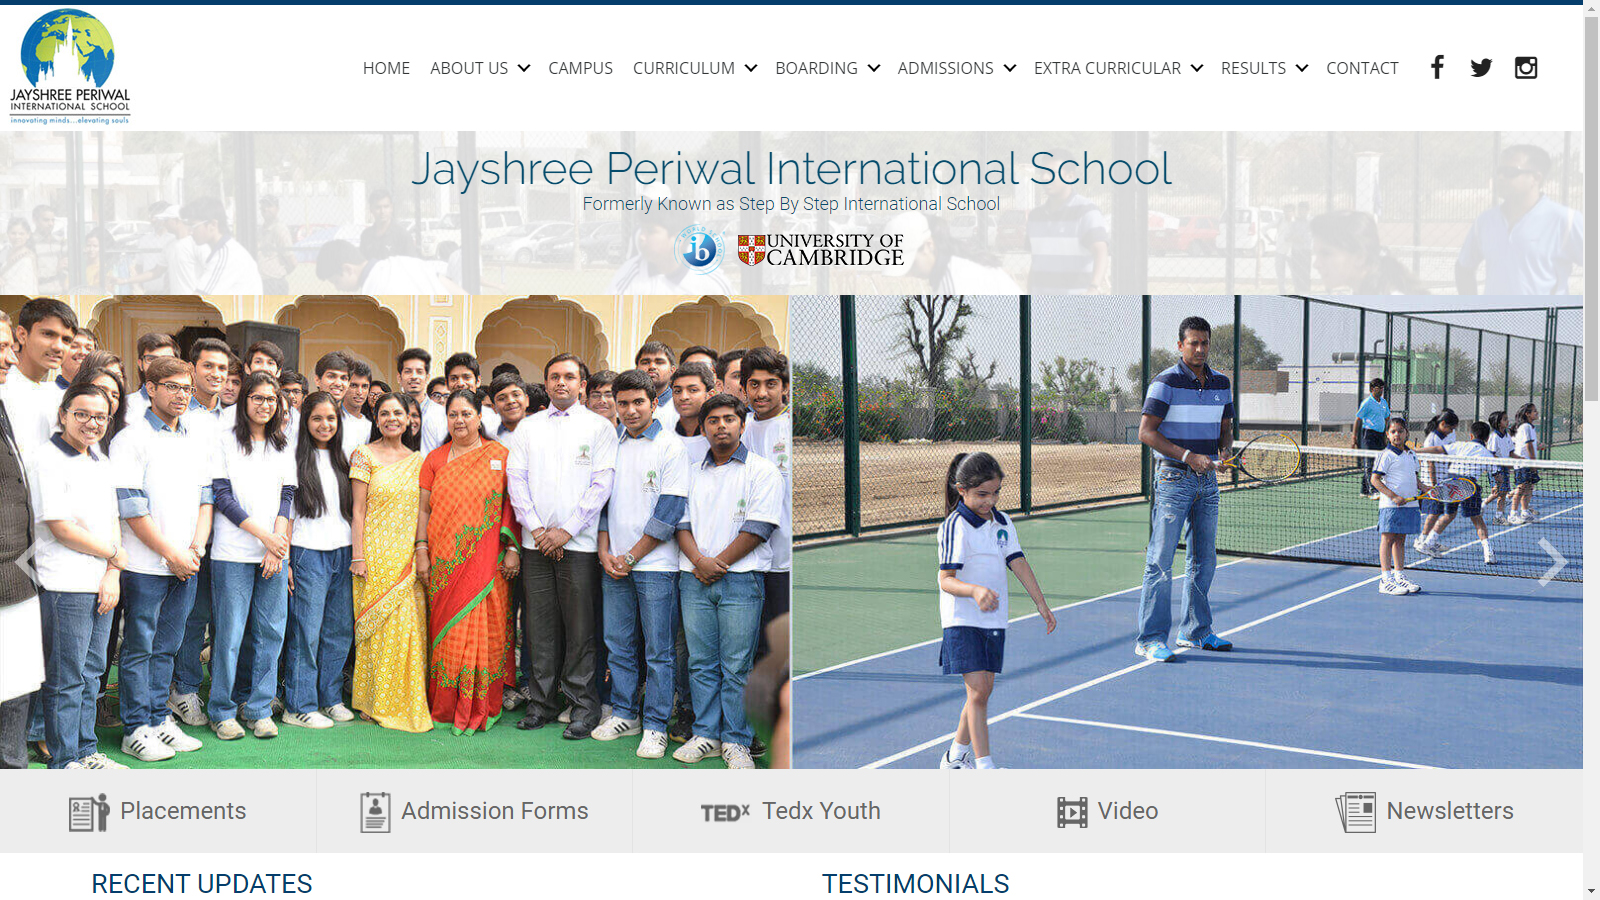 JAYSHREE PERIWAL
INTERNATIONAL SCHOOL
innovating minds...elevating souls
HOME ABOUT US CAMPUS CURRICULUM BOARDING ADMISSIONS EXTRA CURRICULAR RESULTS CONTACT
Jayshree Periwal International School
Formerly Known as Step By Step International School
ib
UNIVERSITY OF
CAMBRIDGE
Placements
Admission Forms
TEDx Tedx Youth
Video
Newsletters
RECENT UPDATES
TESTIMONIALS